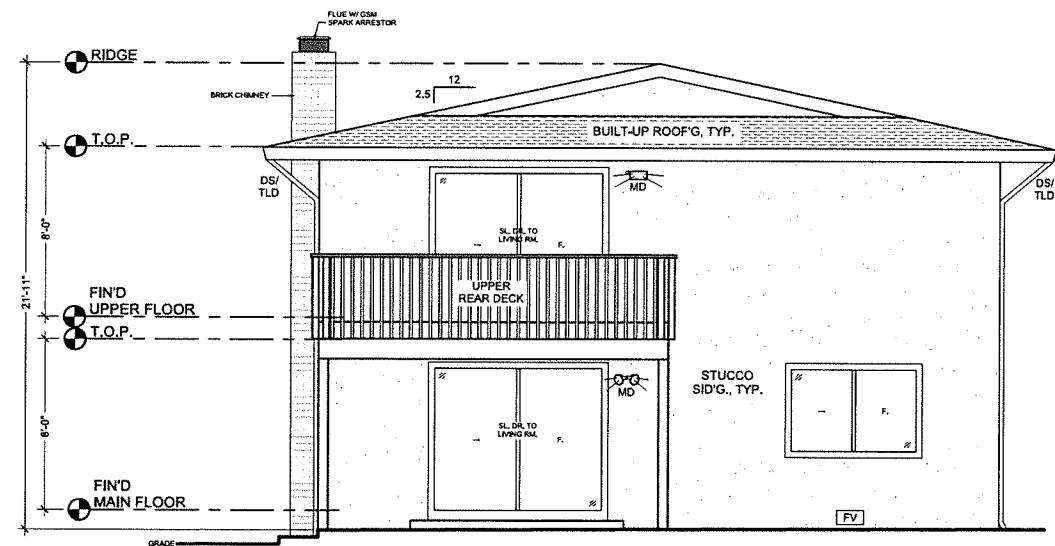 FLUE W/ GSM
SPARK ARRESTOR
RIDGE
12
2.5
BRICK CHIMNEY
T.O.P.
BUILT-UP ROOF'G, TYP.
DS/
TLD
MD
DS/
TLD
8'-0"
SL. DR. TO
LIVING RM.
→
F.
21'-11"
UPPER
REAR DECK
FIN'D
UPPER FLOOR
T.O.P.
STUCCO
SID'G., TYP.
MD
8'-0"
SL. DR. TO
LIVING RM.
→
F.
→
F.
FIN'D
MAIN FLOOR
FV
GRADE